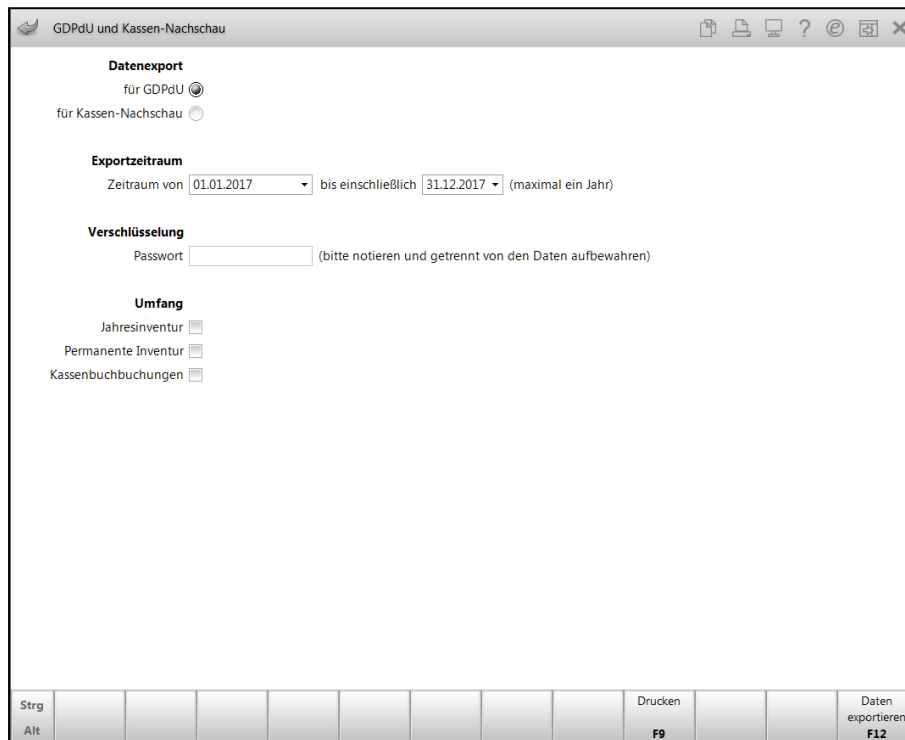 GDPdU und Kassen-Nachschau
Datenexport
für GDPdU
für Kassen-Nachschau
Exportzeitraum
Zeitraum von 01.01.2017 bis einschließlich 31.12.2017 (maximal ein Jahr)
Verschlüsselung
Passwort (bitte notieren und getrennt von den Daten aufbewahren)
Umfang
Jahresinventur
Permanente Inventur
Kassenbuchbuchungen
Strg
Alt
Drucken
F9
Daten
exportieren
F12